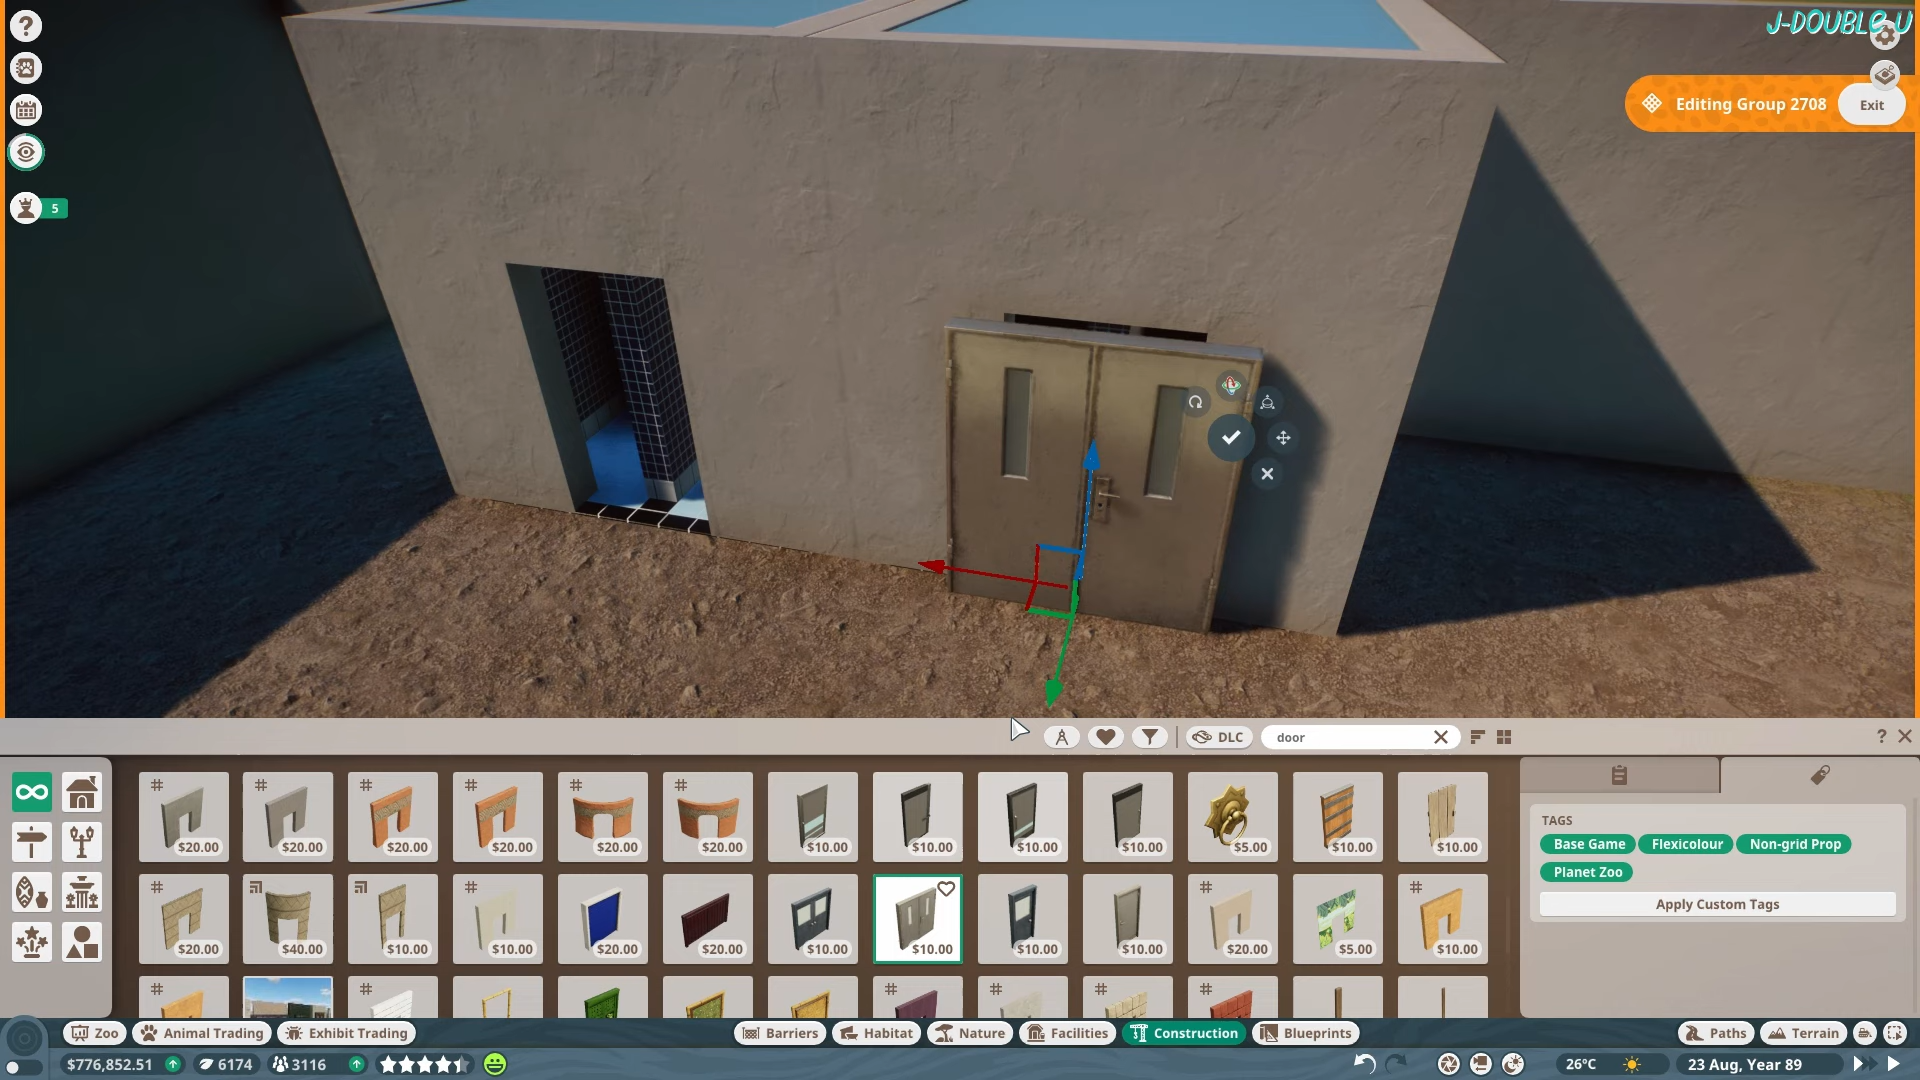 J-DOUBLE U
Editing Group 2708
Exit
5
DLC
door
$20.00 $20.00 $20.00 $20.00 $20.00 $20.00 $10.00 $10.00 $10.00 $10.00 $5.00 $10.00 $10.00
$20.00 $40.00 $10.00 $10.00 $20.00 $20.00 $10.00 $10.00 $10.00 $10.00 $20.00 $5.00 $10.00
TAGS
Base Game Flexicolour Non-grid Prop
Planet Zoo
Apply Custom Tags
Zoo Animal Trading Exhibit Trading Barriers Habitat Nature Facilities Construction Blueprints Paths Terrain
$776,852.51 6174 3116 26°C 23 Aug, Year 89